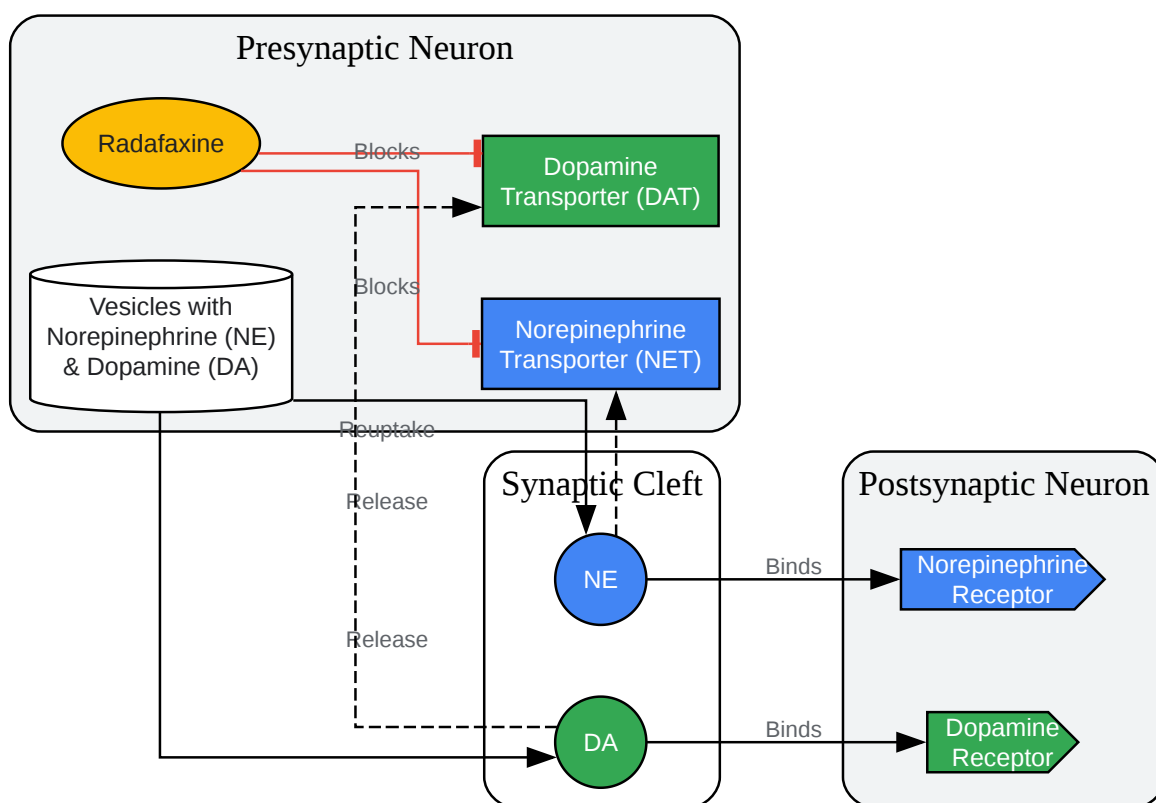 Presynaptic Neuron
Radafaxine
Blocks
Dopamine
Transporter (DAT)
Blocks
Vesicles with
Norepinephrine (NE)
& Dopamine (DA)
Norepinephrine
Transporter (NET)
Reuptake
Release
Synaptic Cleft
Postsynaptic Neuron
NE
Binds
Norepinephrine
Receptor
Release
DA
Binds
Dopamine
Receptor